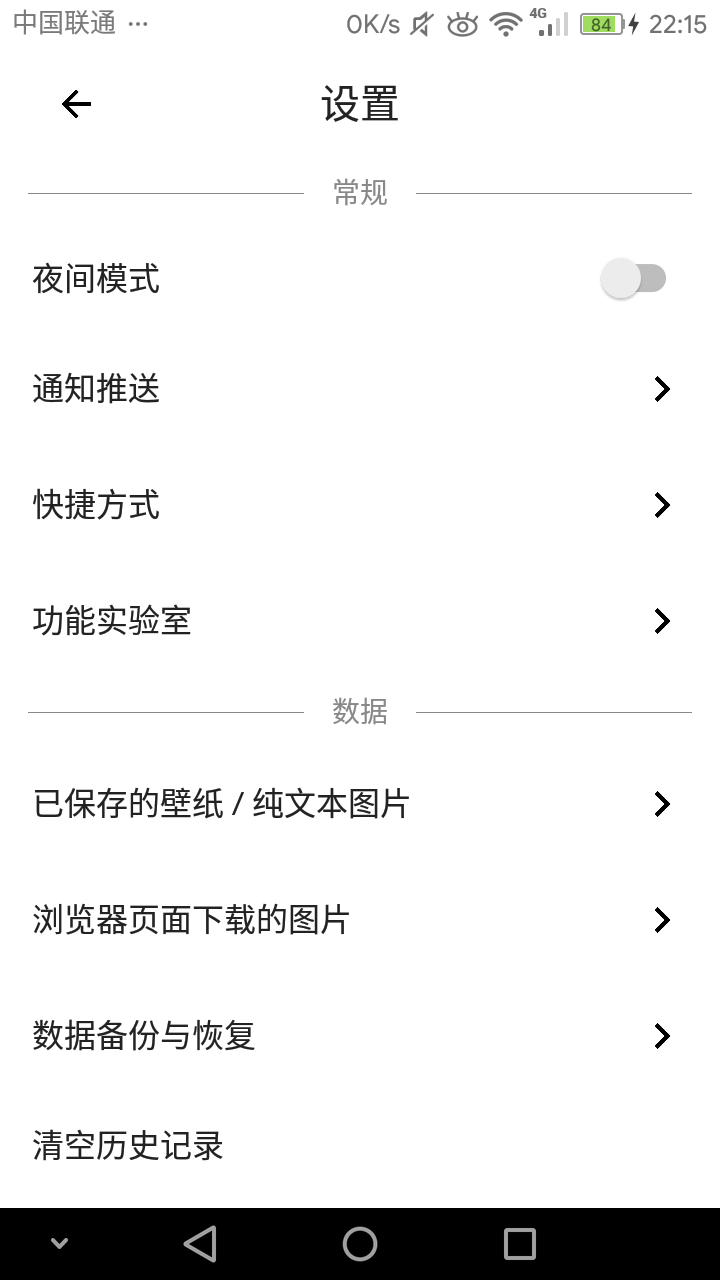 中国联通 ··· 0K/s 4G 84 22:15
设置
常规
夜间模式
通知推送
快捷方式
功能实验室
数据
已保存的壁纸 / 纯文本图片
浏览器页面下载的图片
数据备份与恢复
清空历史记录